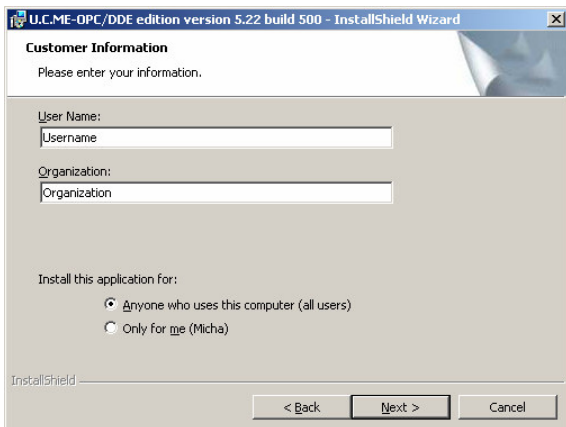 U.C.ME-OPC/DDE edition version 5.22 build 500 - InstallShield Wizard
Customer Information
Please enter your information.
User Name:
Username
Organization:
Organization
Install this application for:
Anyone who uses this computer (all users)
Only for me (Micha)
InstallShield
< Back Next > Cancel